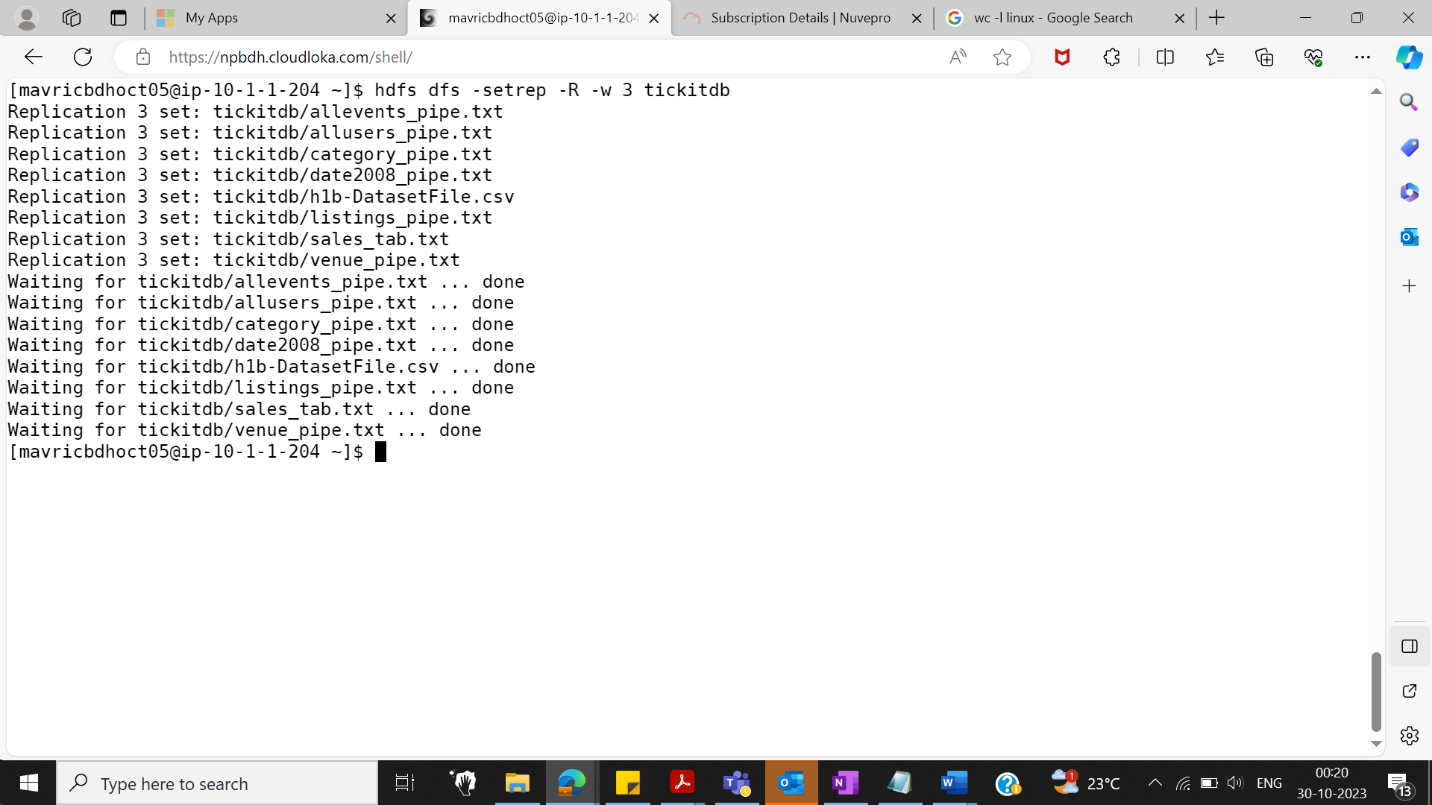 My Apps
mavricbdhoct05@ip-10-1-1-204
Subscription Details | Nuvepro
wc -l linux - Google Search
https://npbdh.cloudloka.com/shell/
[mavricbdhoct05@ip-10-1-1-204 ~]$ hdfs dfs -setrep -R -w 3 tickitdb
Replication 3 set: tickitdb/allevents_pipe.txt
Replication 3 set: tickitdb/allusers_pipe.txt
Replication 3 set: tickitdb/category_pipe.txt
Replication 3 set: tickitdb/date2008_pipe.txt
Replication 3 set: tickitdb/h1b-DatasetFile.csv
Replication 3 set: tickitdb/listings_pipe.txt
Replication 3 set: tickitdb/sales_tab.txt
Replication 3 set: tickitdb/venue_pipe.txt
Waiting for tickitdb/allevents_pipe.txt ... done
Waiting for tickitdb/allusers_pipe.txt ... done
Waiting for tickitdb/category_pipe.txt ... done
Waiting for tickitdb/date2008_pipe.txt ... done
Waiting for tickitdb/h1b-DatasetFile.csv ... done
Waiting for tickitdb/listings_pipe.txt ... done
Waiting for tickitdb/sales_tab.txt ... done
Waiting for tickitdb/venue_pipe.txt ... done
[mavricbdhoct05@ip-10-1-1-204 ~]$
Type here to search
1
23°C
ENG
00:20
30-10-2023
13